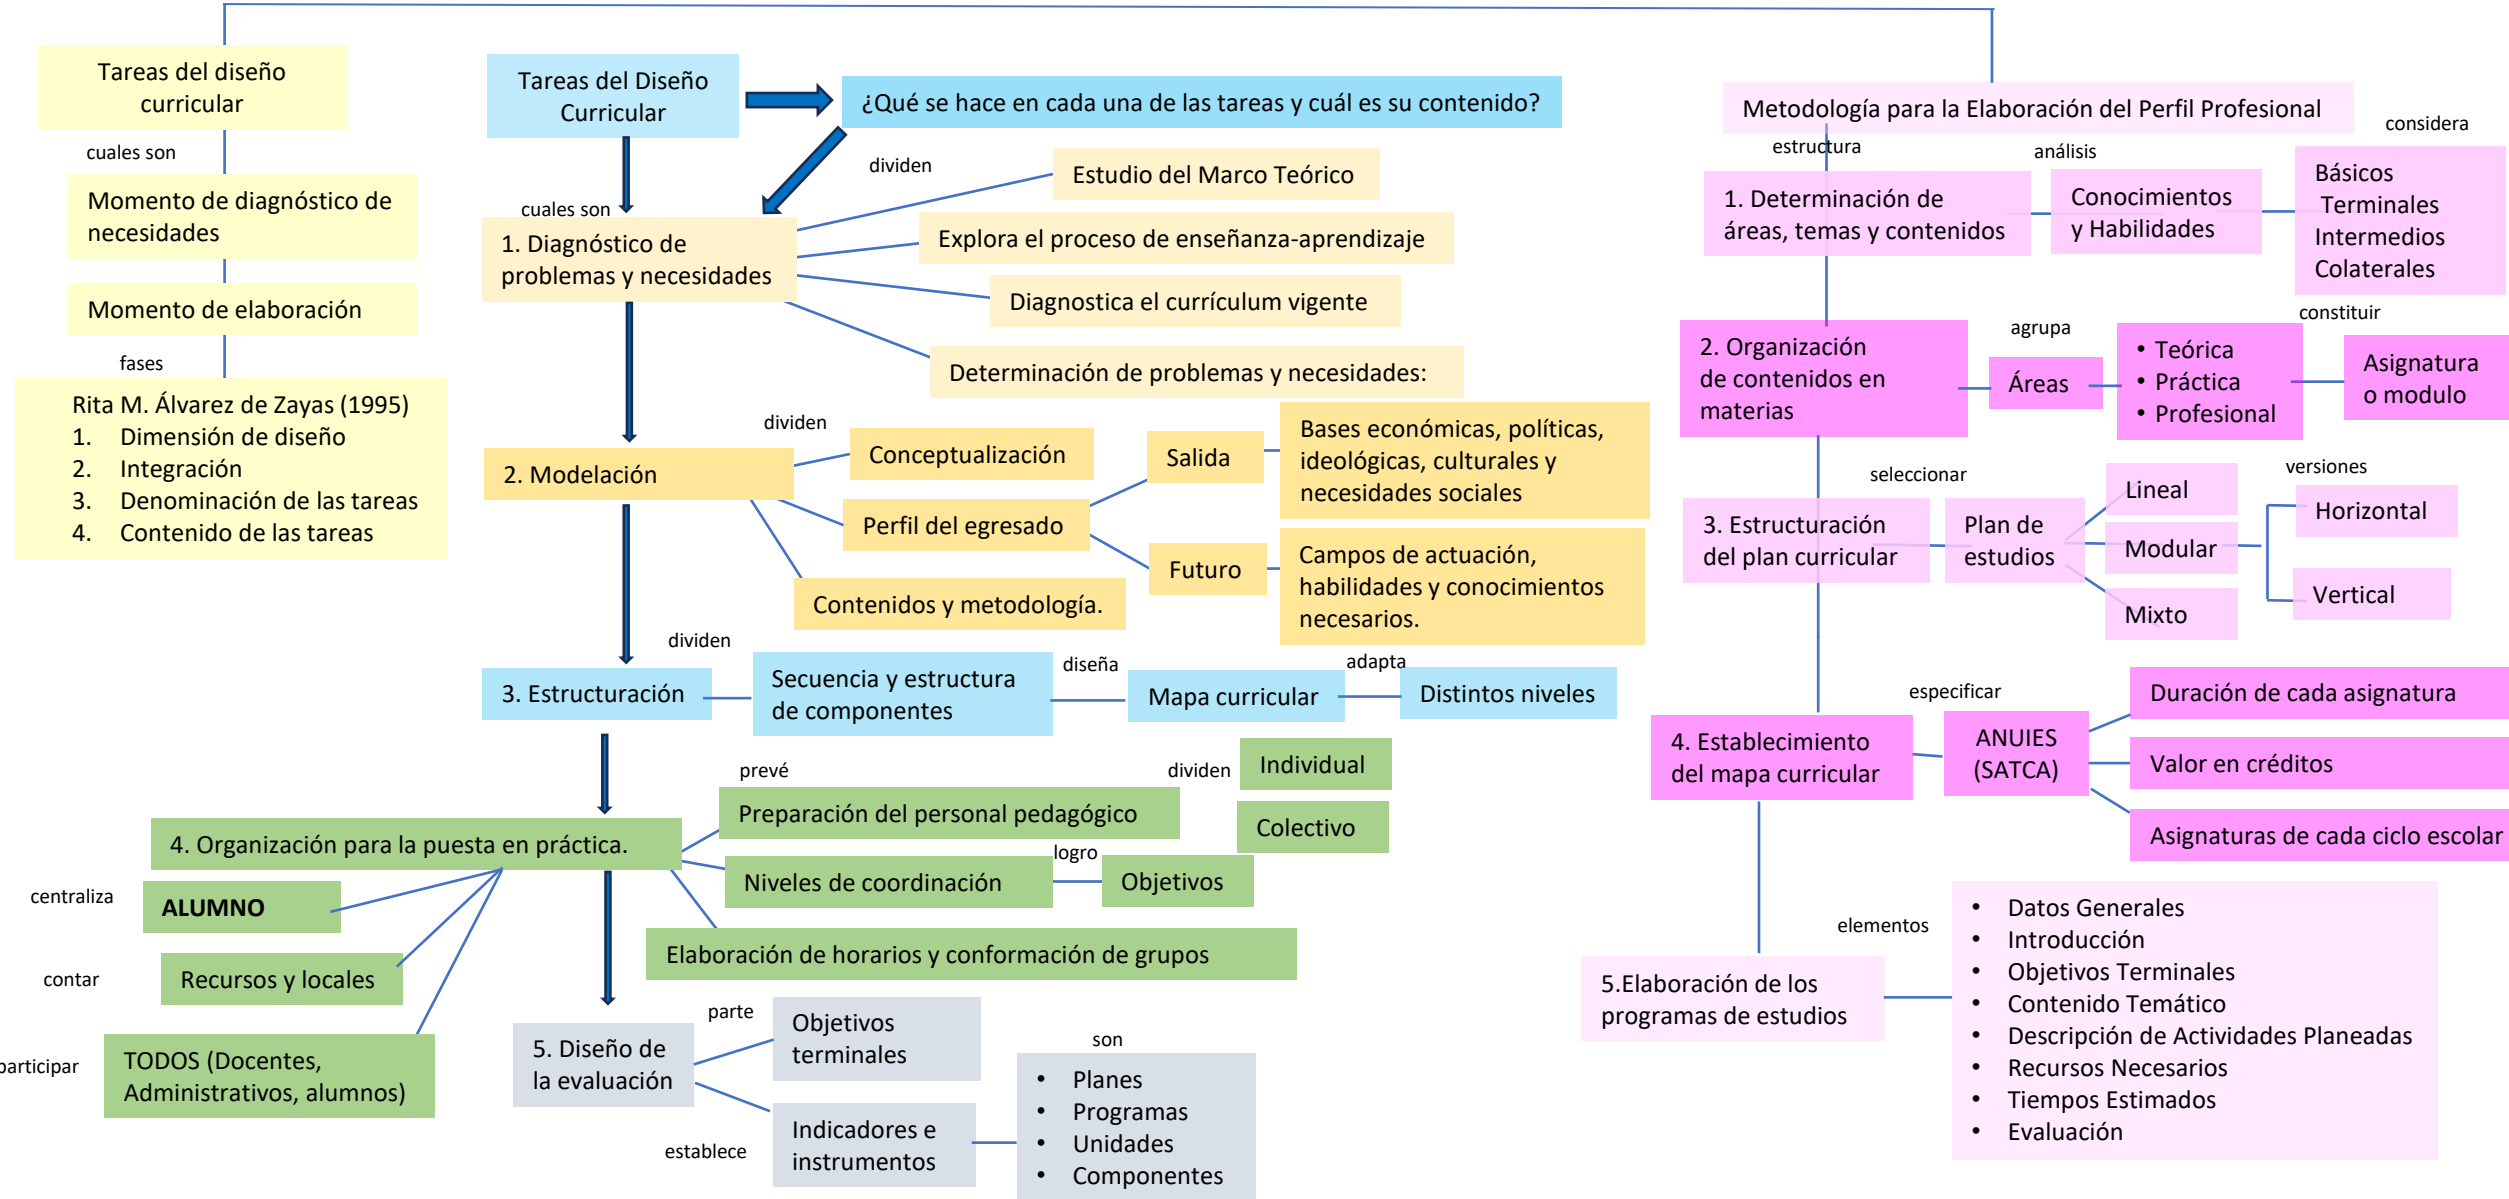 Tareas del diseño
curricular
cuales son
Momento de diagnóstico de
necesidades
Momento de elaboración
fases
Rita M. Álvarez de Zayas (1995)
1. Dimensión de diseño
2. Integración
3. Denominación de las tareas
4. Contenido de las tareas
Tareas del Diseño
Curricular
¿Qué se hace en cada una de las tareas y cuál es su contenido?
cuales son
1. Diagnóstico de
problemas y necesidades
dividen
Estudio del Marco Teórico
Explora el proceso de enseñanza-aprendizaje
Diagnostica el currículum vigente
Determinación de problemas y necesidades:
2. Modelación
dividen
Conceptualización
Perfil del egresado
Contenidos y metodología.
Salida
Bases económicas, políticas,
ideológicas, culturales y
necesidades sociales
Futuro
Campos de actuación,
habilidades y conocimientos
necesarios.
3. Estructuración
dividen
Secuencia y estructura
de componentes
diseña
Mapa curricular
adapta
Distintos niveles
4. Organización para la puesta en práctica.
prevé
Preparación del personal pedagógico
dividen
Individual
Colectivo
Niveles de coordinación
logro
Objetivos
Elaboración de horarios y conformación de grupos
centraliza
ALUMNO
contar
Recursos y locales
participar
TODOS (Docentes,
Administrativos, alumnos)
5. Diseño de
la evaluación
parte
Objetivos
terminales
establece
Indicadores e
instrumentos
son
• Planes
• Programas
• Unidades
• Componentes
Metodología para la Elaboración del Perfil Profesional
estructura
1. Determinación de
áreas, temas y contenidos
análisis
Conocimientos
y Habilidades
considera
Básicos
Terminales
Intermedios
Colaterales
2. Organización
de contenidos en
materias
agrupa
Áreas
• Teórica
• Práctica
• Profesional
constituir
Asignatura
o modulo
3. Estructuración
del plan curricular
seleccionar
Plan de
estudios
Lineal
Modular
Mixto
versiones
Horizontal
Vertical
4. Establecimiento
del mapa curricular
especificar
ANUIES
(SATCA)
Duración de cada asignatura
Valor en créditos
Asignaturas de cada ciclo escolar
5.Elaboración de los
programas de estudios
elementos
• Datos Generales
• Introducción
• Objetivos Terminales
• Contenido Temático
• Descripción de Actividades Planeadas
• Recursos Necesarios
• Tiempos Estimados
• Evaluación